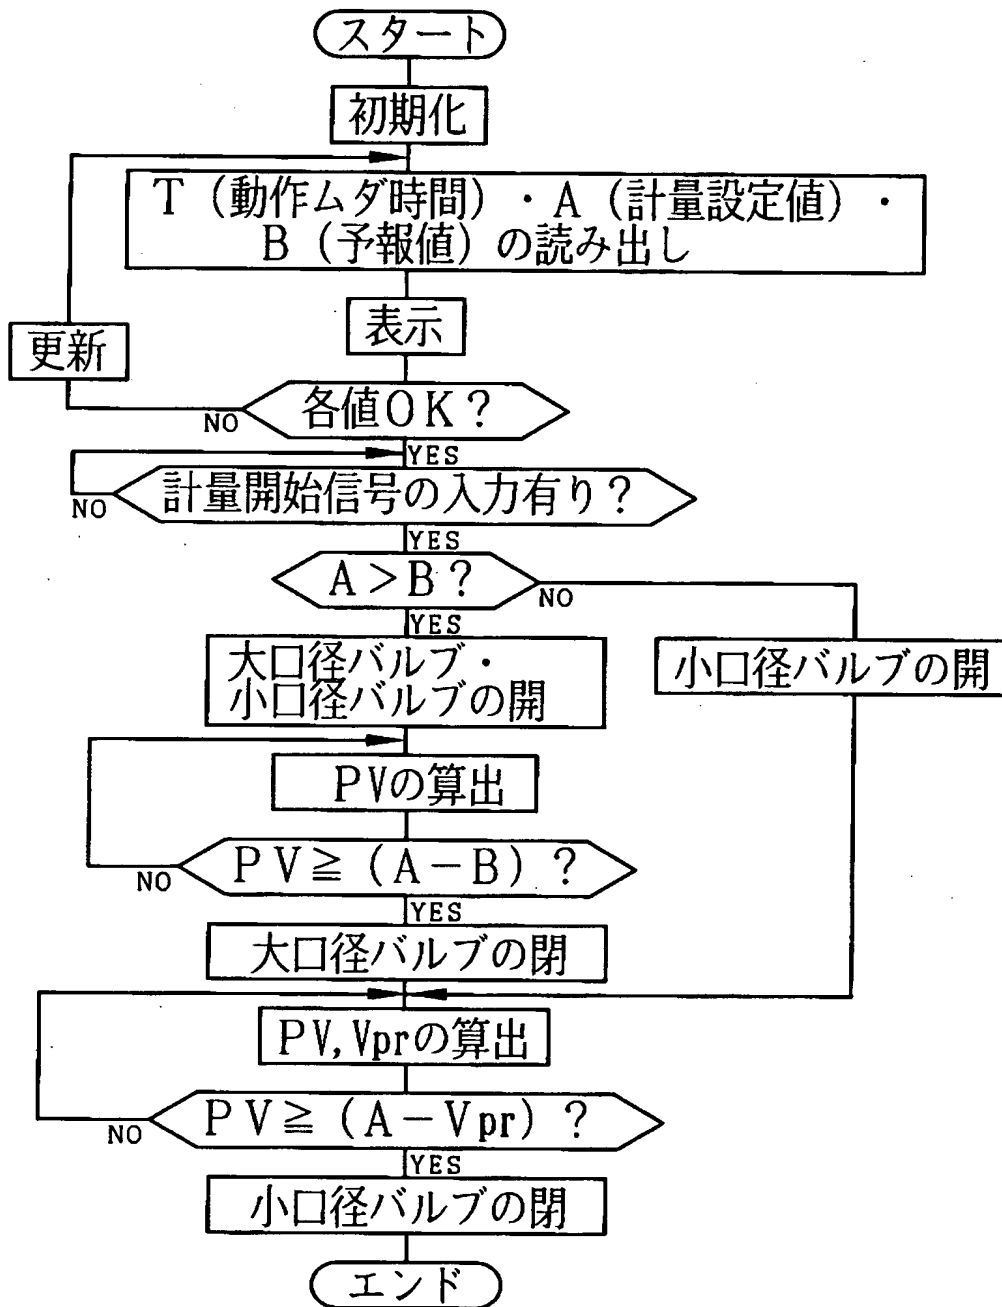 スタート
初期化
T（動作ムダ時間）・A（計量設定値）・
B（予報値）の読み出し
表示
更新
各値OK？
NO
YES
計量開始信号の入力有り？
NO
YES
A＞B？
NO
YES
大口径バルブ・
小口径バルブの開
小口径バルブの開
PVの算出
PV≧（A－B）？
NO
YES
大口径バルブの閉
PV,Vprの算出
PV≧（A－Vpr）？
NO
YES
小口径バルブの閉
エンド